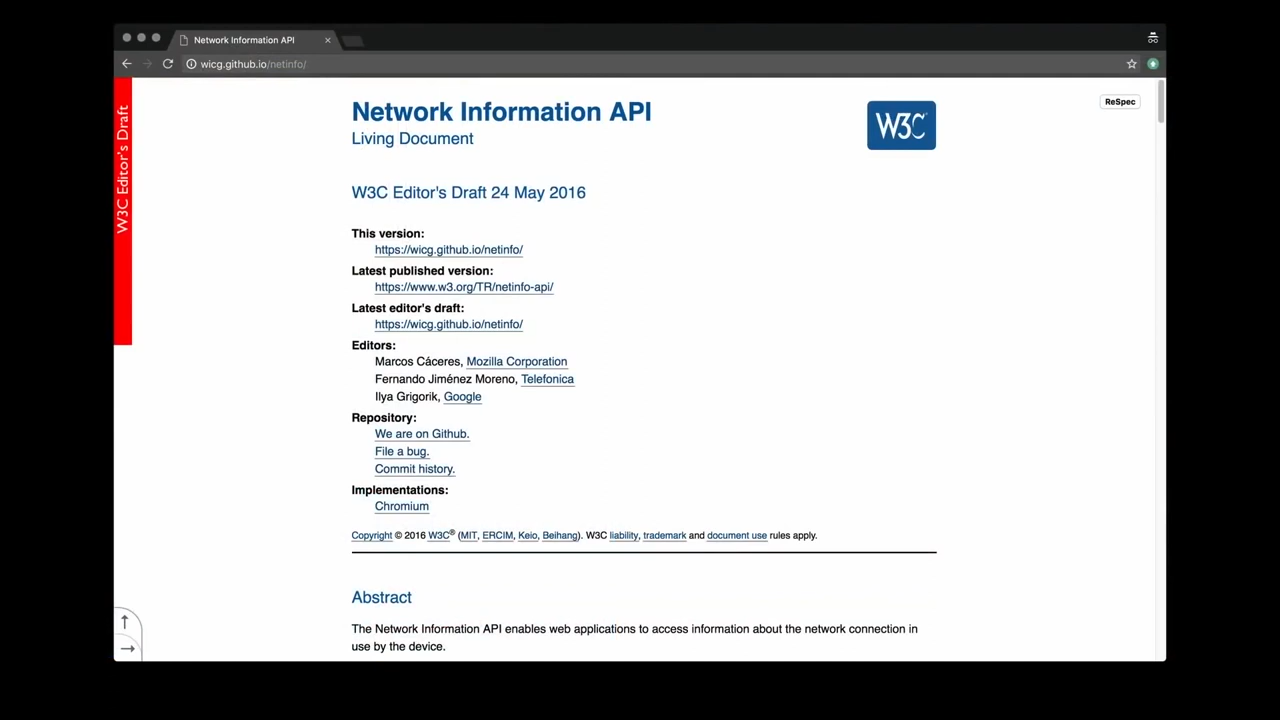 Network Information API
wicg.github.io/netinfo/
W3C Editor's Draft
Network Information API
W3C
ReSpec
Living Document
W3C Editor's Draft 24 May 2016
This version:
https://wicg.github.io/netinfo/
Latest published version:
https://www.w3.org/TR/netinfo-api/
Latest editor's draft:
https://wicg.github.io/netinfo/
Editors:
Marcos Cáceres, Mozilla Corporation
Fernando Jiménez Moreno, Telefonica
Ilya Grigorik, Google
Repository:
We are on Github.
File a bug.
Commit history.
Implementations:
Chromium
Copyright © 2016 W3C® (MIT, ERCIM, Keio, Beihang). W3C liability, trademark and document use rules apply.
Abstract
The Network Information API enables web applications to access information about the network connection in
use by the device.